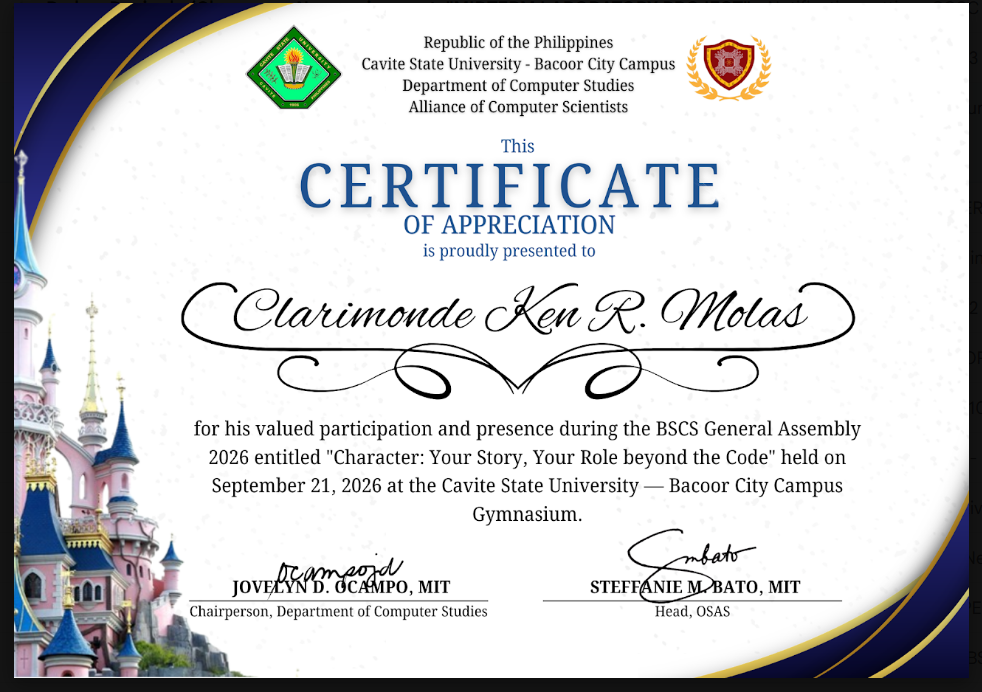 Republic of the Philippines
Cavite State University - Bacoor City Campus
Department of Computer Studies
Alliance of Computer Scientists
This
CERTIFICATE
OF APPRECIATION
is proudly presented to
Clarimonde Ken R. Molas
for his valued participation and presence during the BSCS General Assembly
2026 entitled "Character: Your Story, Your Role beyond the Code" held on
September 21, 2026 at the Cavite State University — Bacoor City Campus
Gymnasium.
JOVELYN D. OCAMPO, MIT
Chairperson, Department of Computer Studies
STEFFANIE M. BATO, MIT
Head, OSAS